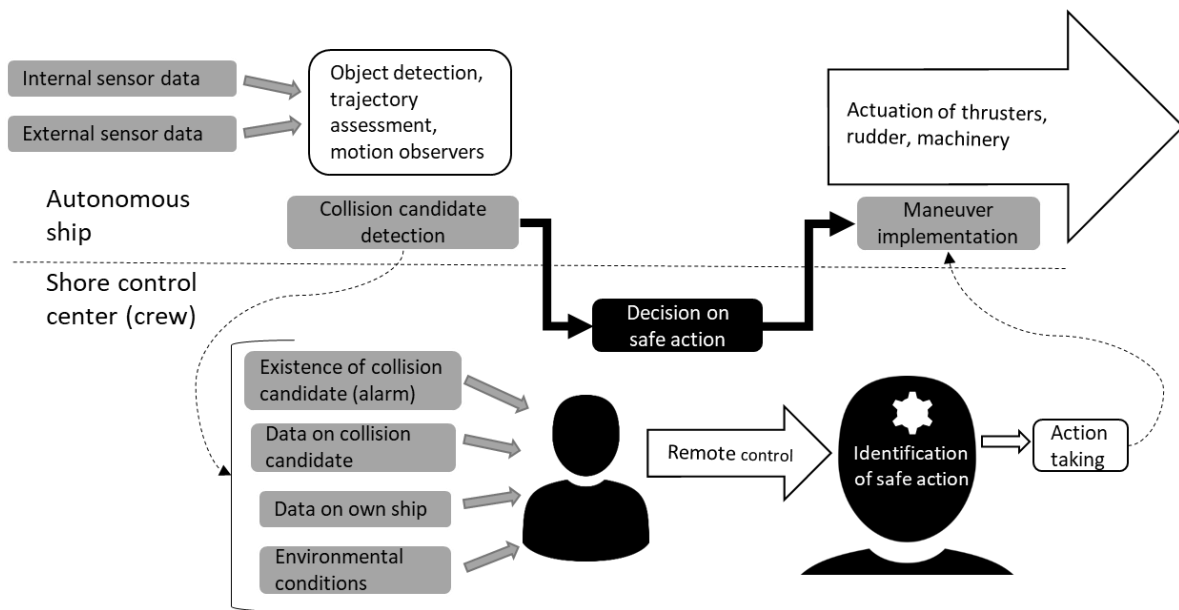 Internal sensor data
External sensor data
Object detection,
trajectory
assessment,
motion observers
Actuation of thrusters,
rudder, machinery
Autonomous
ship
Collision candidate
detection
Maneuver
implementation
Shore control
center (crew)
Decision on
safe action
Existence of collision
candidate (alarm)
Data on collision
candidate
Data on own ship
Environmental
conditions
Remote control
Identification
of safe action
Action
taking